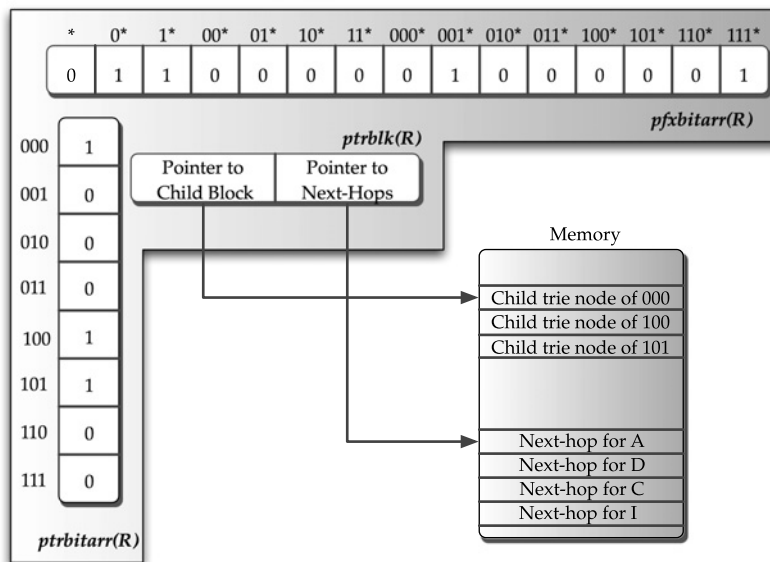 * 0* 1* 00* 01* 10* 11* 000* 001* 010* 011* 100* 101* 110* 111*
0 1 1 0 0 0 0 0 1 0 0 0 0 0 1
pfxbitarr(R)
ptrblk(R)
Pointer to Child Block
Pointer to Next-Hops
000 1
001 0
010 0
011 0
100 1
101 1
110 0
111 0
ptrbitarr(R)
Memory
Child trie node of 000
Child trie node of 100
Child trie node of 101
Next-hop for A
Next-hop for D
Next-hop for C
Next-hop for I